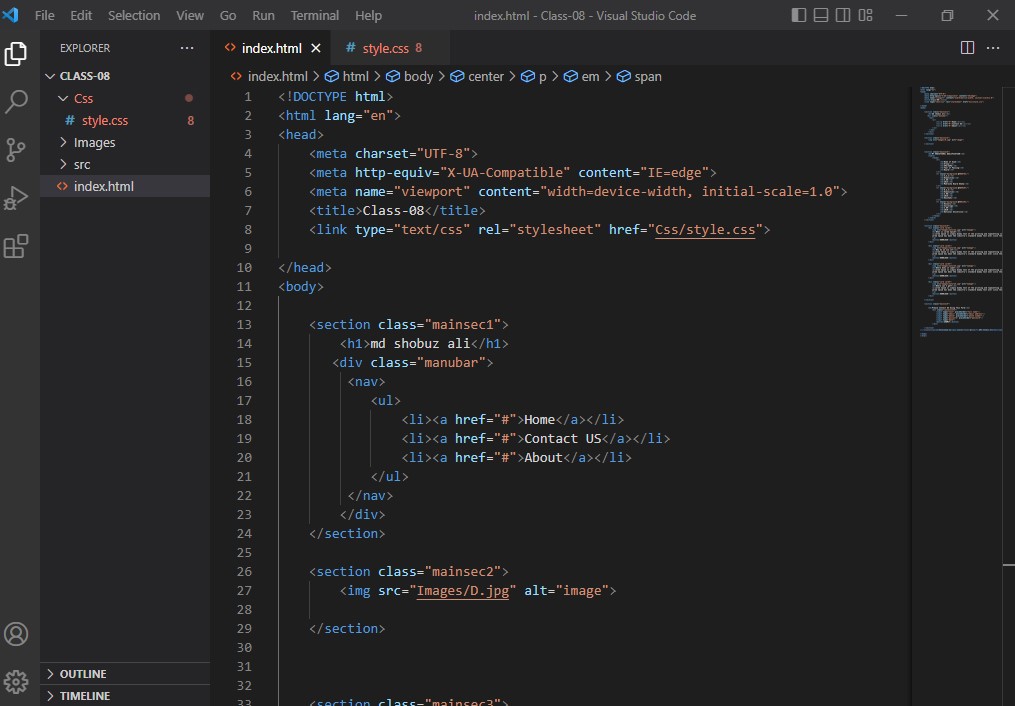 File Edit Selection View Go Run Terminal Help index.html - Class-08 - Visual Studio Code
EXPLORER
CLASS-08
Css
# style.css 8
Images
src
<> index.html
OUTLINE
TIMELINE
<> index.html # style.css 8
<> index.html > html > body > center > p > em > span
1 <!DOCTYPE html>
2 <html lang="en">
3 <head>
4 <meta charset="UTF-8">
5 <meta http-equiv="X-UA-Compatible" content="IE=edge">
6 <meta name="viewport" content="width=device-width, initial-scale=1.0">
7 <title>Class-08</title>
8 <link type="text/css" rel="stylesheet" href="Css/style.css">
9
10 </head>
11 <body>
12
13 <section class="mainsec1">
14 <h1>md shobuz ali</h1>
15 <div class="manubar">
16 <nav>
17 <ul>
18 <li><a href="#">Home</a></li>
19 <li><a href="#">Contact US</a></li>
20 <li><a href="#">About</a></li>
21 </ul>
22 </nav>
23 </div>
24 </section>
25
26 <section class="mainsec2">
27 <img src="Images/D.jpg" alt="image">
28
29 </section>
30
31
32
33 <section class="mainsec3">